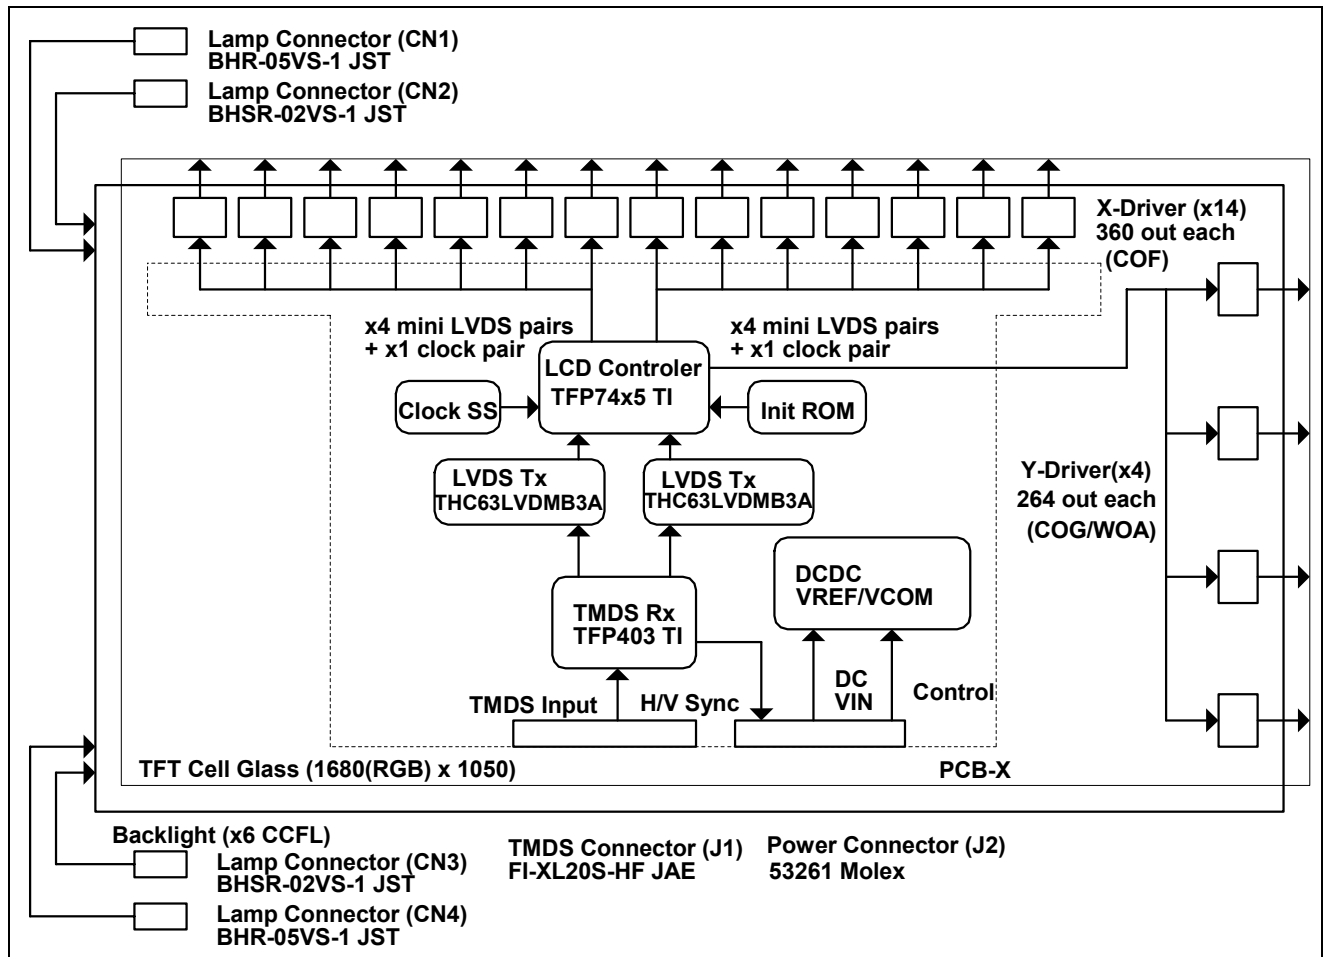 Lamp Connector (CN1)
BHR-05VS-1 JST
Lamp Connector (CN2)
BHSR-02VS-1 JST
X-Driver (x14)
360 out each
(COF)
x4 mini LVDS pairs
+ x1 clock pair
x4 mini LVDS pairs
+ x1 clock pair
LCD Controler
TFP74x5 TI
Clock SS
Init ROM
LVDS Tx
THC63LVDMB3A
LVDS Tx
THC63LVDMB3A
Y-Driver(x4)
264 out each
(COG/WOA)
DCDC
VREF/VCOM
TMDS Rx
TFP403 TI
TMDS Input
H/V Sync
DC
VIN
Control
TFT Cell Glass (1680(RGB) x 1050)
PCB-X
Backlight (x6 CCFL)
Lamp Connector (CN3)
BHSR-02VS-1 JST
TMDS Connector (J1)
FI-XL20S-HF JAE
Power Connector (J2)
53261 Molex
Lamp Connector (CN4)
BHR-05VS-1 JST